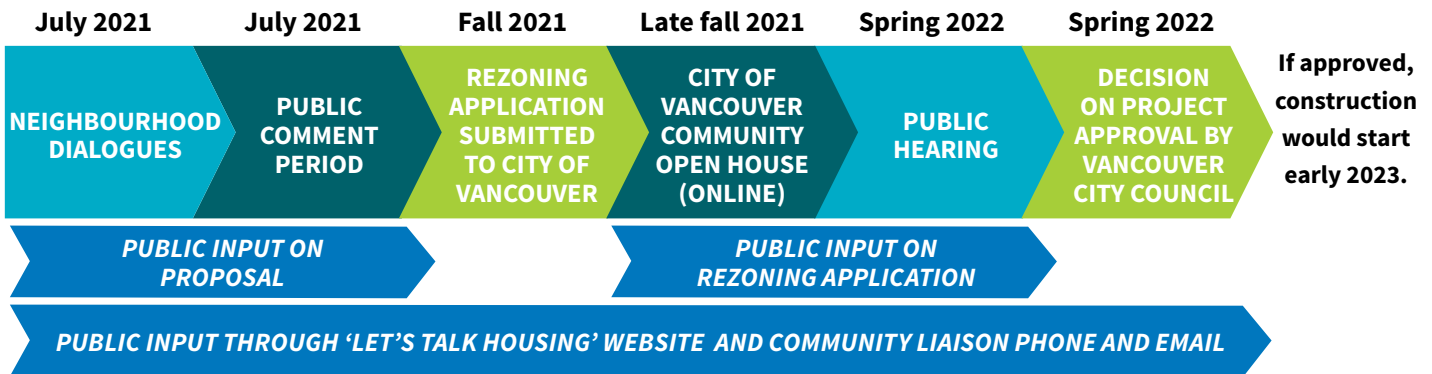 July 2021
July 2021
Fall 2021
Late fall 2021
Spring 2022
Spring 2022
NEIGHBOURHOOD
DIALOGUES
PUBLIC
COMMENT
PERIOD
REZONING
APPLICATION
SUBMITTED
TO CITY OF
VANCOUVER
CITY OF
VANCOUVER
COMMUNITY
OPEN HOUSE
(ONLINE)
PUBLIC
HEARING
DECISION
ON PROJECT
APPROVAL BY
VANCOUVER
CITY COUNCIL
If approved,
construction
would start
early 2023.
PUBLIC INPUT ON
PROPOSAL
PUBLIC INPUT ON
REZONING APPLICATION
PUBLIC INPUT THROUGH ‘LET’S TALK HOUSING’ WEBSITE AND COMMUNITY LIAISON PHONE AND EMAIL